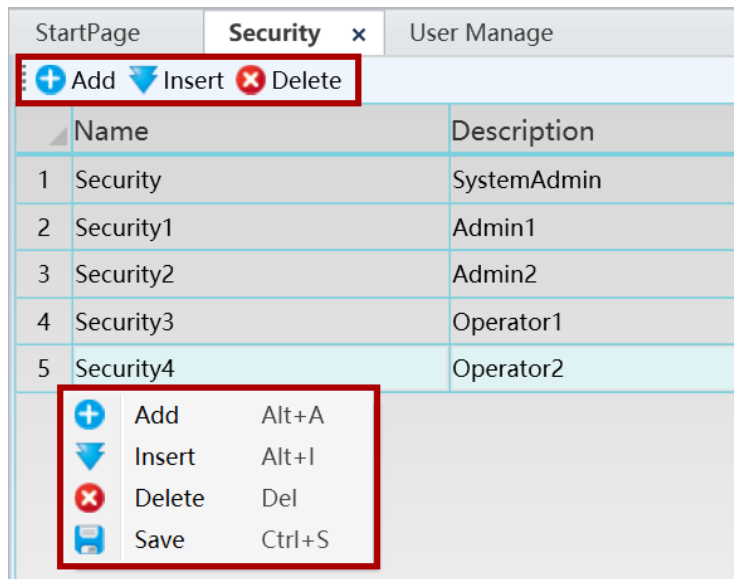 StartPage Security × User Manage
Add Insert Delete
Name Description
1 Security SystemAdmin
2 Security1 Admin1
3 Security2 Admin2
4 Security3 Operator1
5 Security4 Operator2
Add Alt+A
Insert Alt+I
Delete Del
Save Ctrl+S